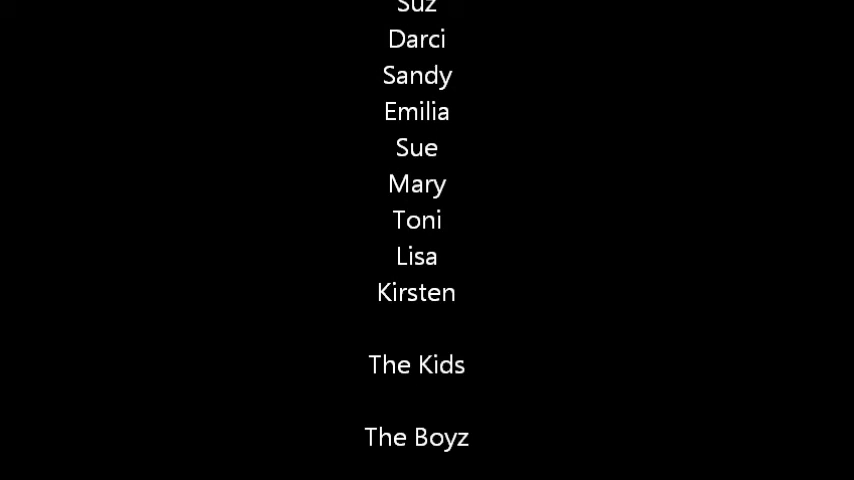 Suz
Darci
Sandy
Emilia
Sue
Mary
Toni
Lisa
Kirsten
The Kids
The Boyz